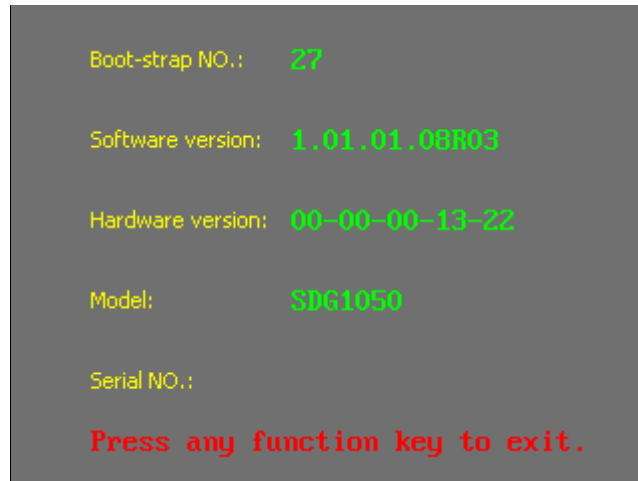 Boot-strap NO.: 27
Software version: 1.01.01.08R03
Hardware version: 00-00-00-13-22
Model: SDG1050
Serial NO.:
Press any function key to exit.